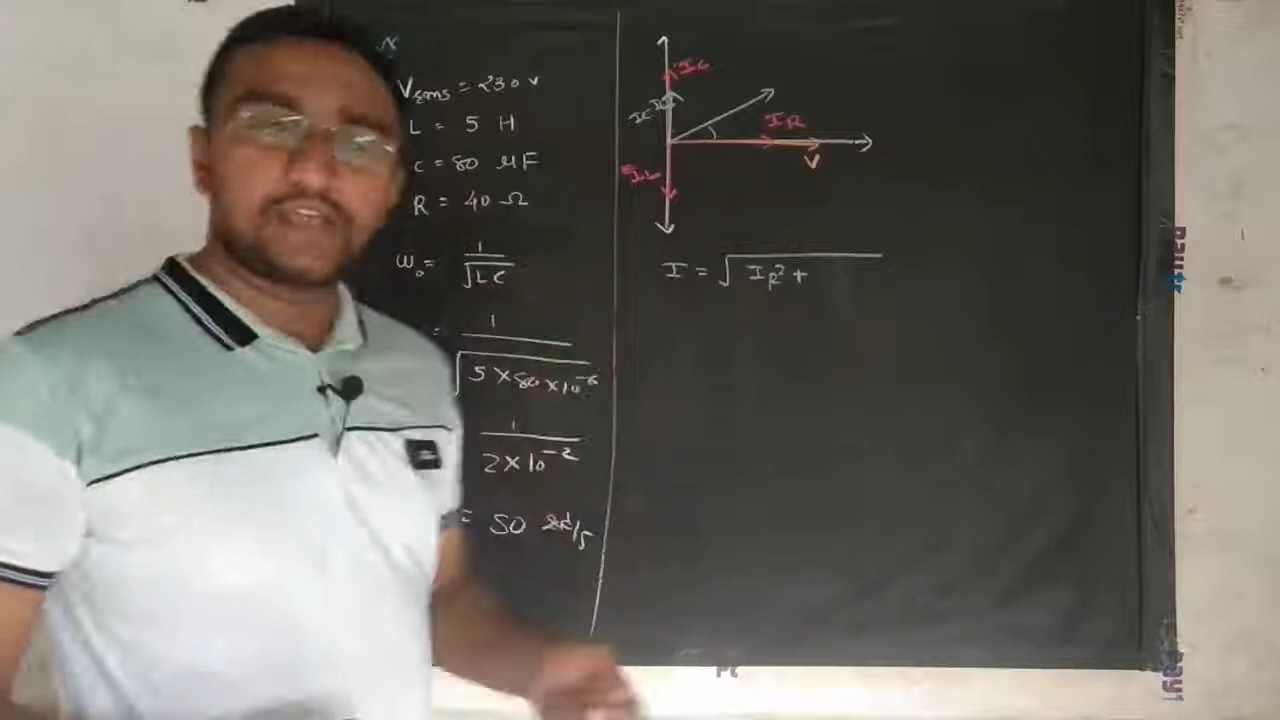 Vrms = 230 v
L = 5 H
C = 80 μF
R = 40 Ω
ω₀ = 1/√LC
= 1/√5×80×10⁻⁶
1/2×10⁻²
= 50 rd/s
IC
IR
V
IL
I = √IR² +